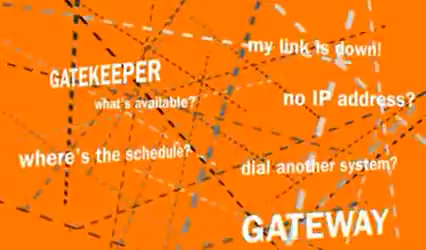 my link is down!
GATEKEEPER
what's available?
no IP address?
where's the schedule?
dial another system?
GATEWAY